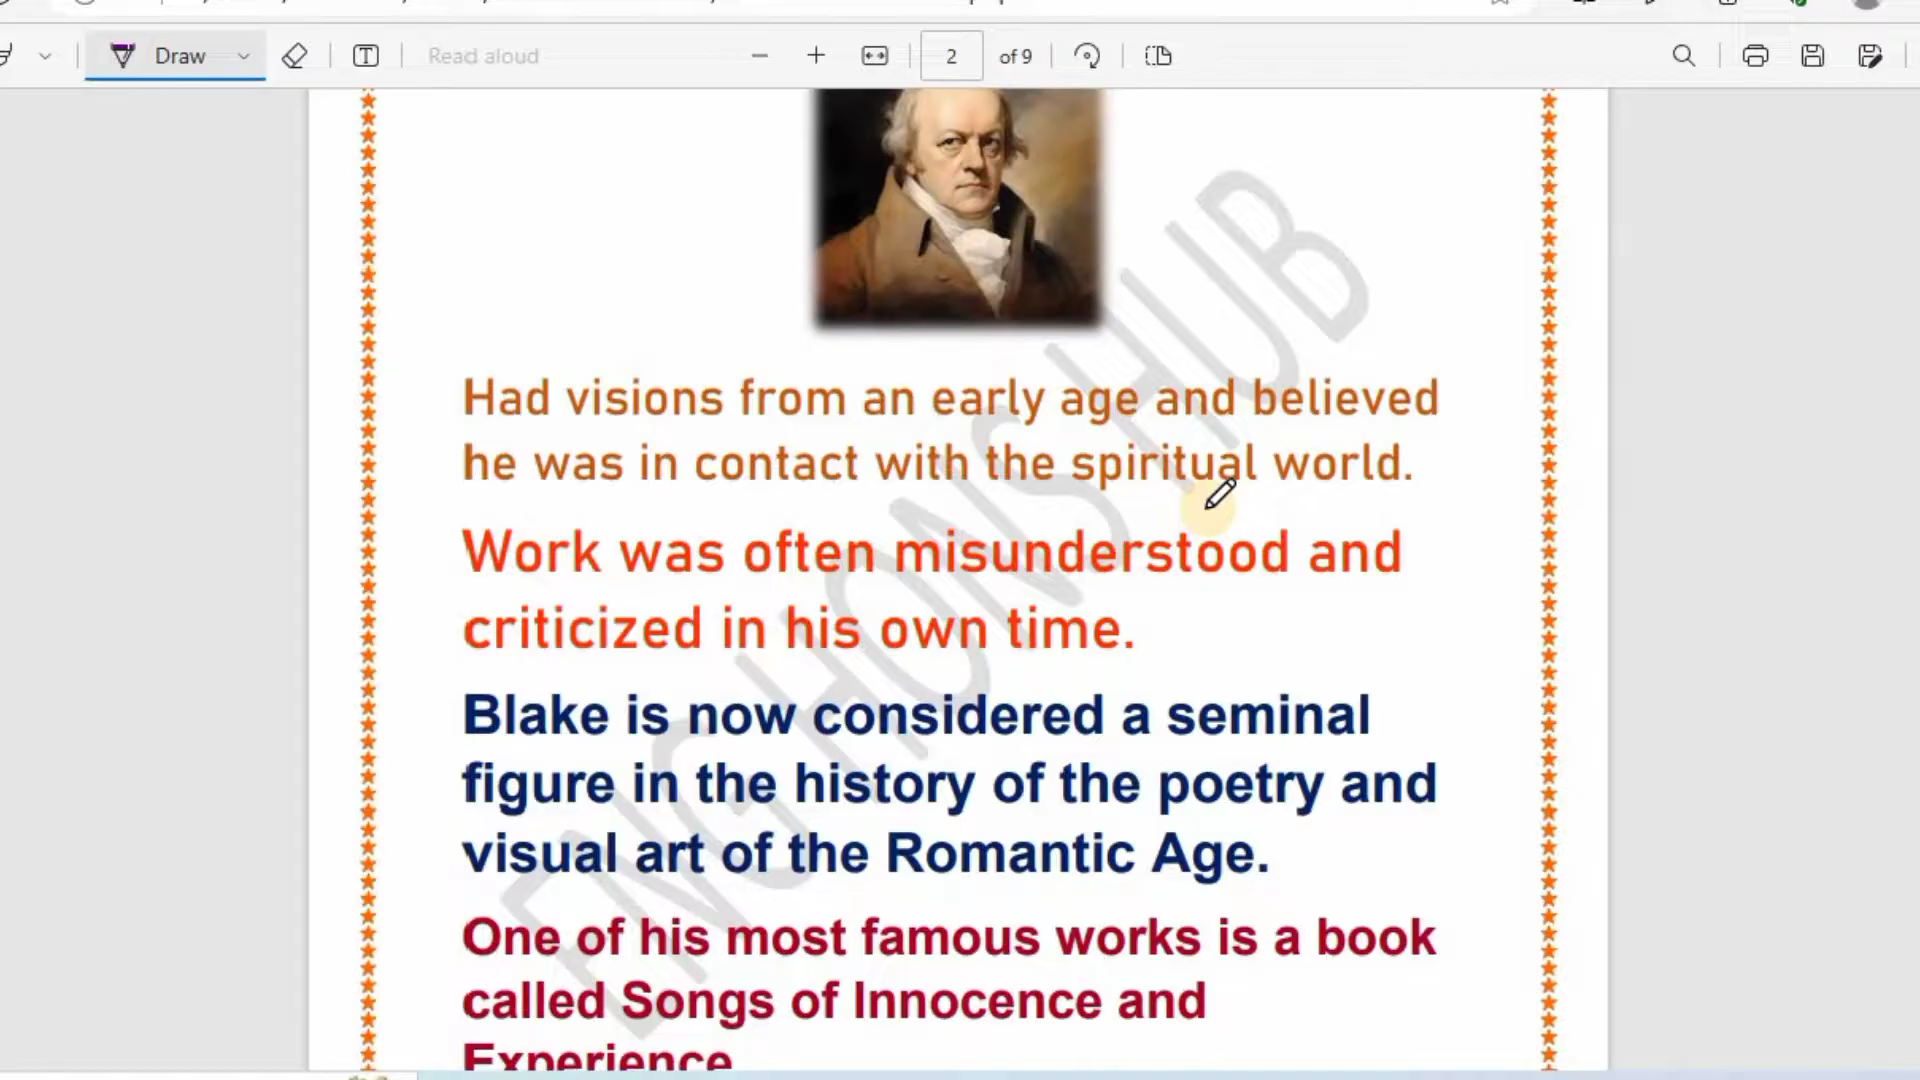 Draw
Read aloud
2 of 9
Had visions from an early age and believed
he was in contact with the spiritual world.
Work was often misunderstood and
criticized in his own time.
Blake is now considered a seminal
figure in the history of the poetry and
visual art of the Romantic Age.
One of his most famous works is a book
called Songs of Innocence and
Experience
ENG HONS HUB